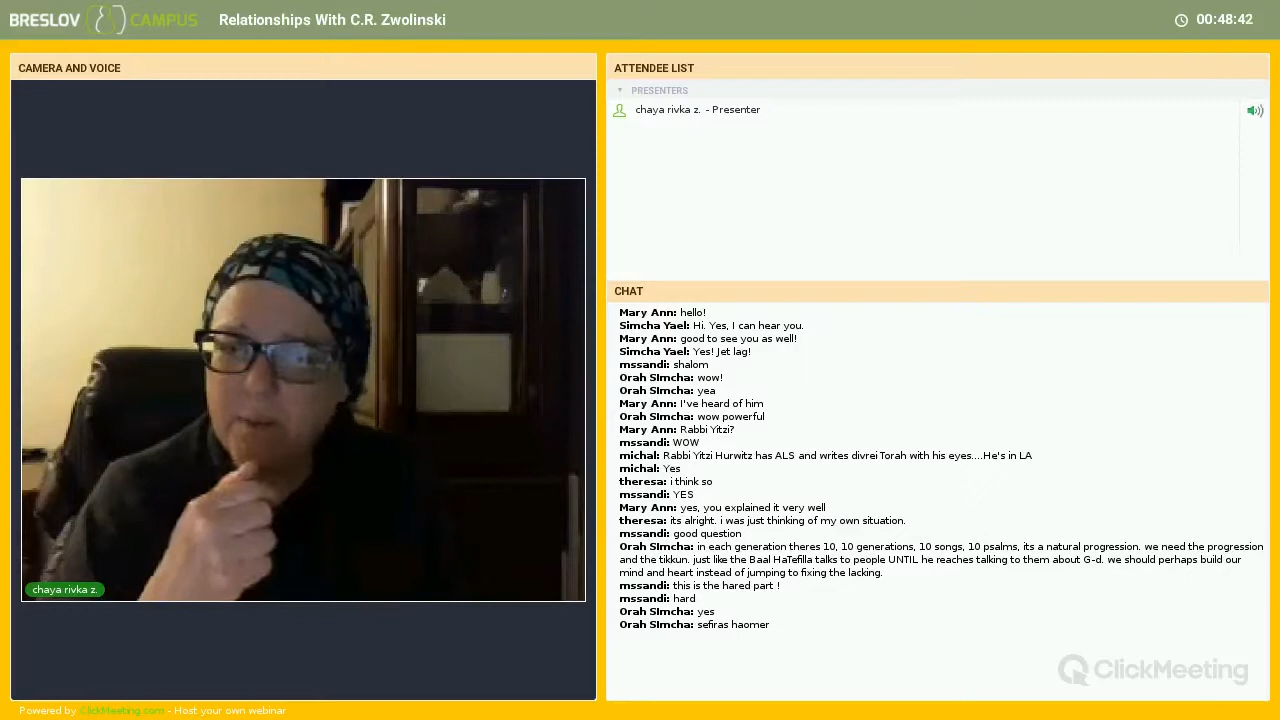 BRESLOV CAMPUS Relationships With C.R. Zwolinski 00:48:42
CAMERA AND VOICE
chaya rivka z.
ATTENDEE LIST
PRESENTERS
chaya rivka z. - Presenter
CHAT
Mary Ann: hello!
Simcha Yael: Hi. Yes, I can hear you.
Mary Ann: good to see you as well!
Simcha Yael: Yes! Jet lag!
mssandi: shalom
Orah SImcha: wow!
Orah SImcha: yea
Mary Ann: I've heard of him
Orah SImcha: wow powerful
Mary Ann: Rabbi Yitzi?
mssandi: WOW
michal: Rabbi Yitzi Hurwitz has ALS and writes divrei Torah with his eyes....He's in LA
michal: Yes
theresa: i think so
mssandi: YES
Mary Ann: yes, you explained it very well
theresa: its alright. i was just thinking of my own situation.
mssandi: good question
Orah SImcha: in each generation theres 10, 10 generations, 10 songs, 10 psalms, its a natural progression. we need the progression
and the tikkun. just like the Baal HaTefilla talks to people UNTIL he reaches talking to them about G-d. we should perhaps build our
mind and heart instead of jumping to fixing the lacking.
mssandi: this is the hared part !
mssandi: hard
Orah SImcha: yes
Orah SImcha: sefiras haomer
ClickMeeting
Powered by ClickMeeting.com - Host your own webinar